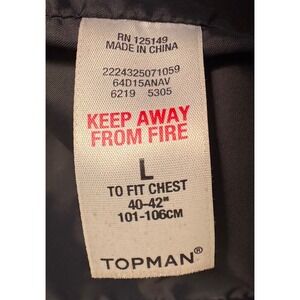 RN 125149
MADE IN CHINA
2224325071059
64D15ANAV
6219 5305
KEEP AWAY
FROM FIRE
L
TO FIT CHEST
40-42"
101-106CM
TOPMAN®